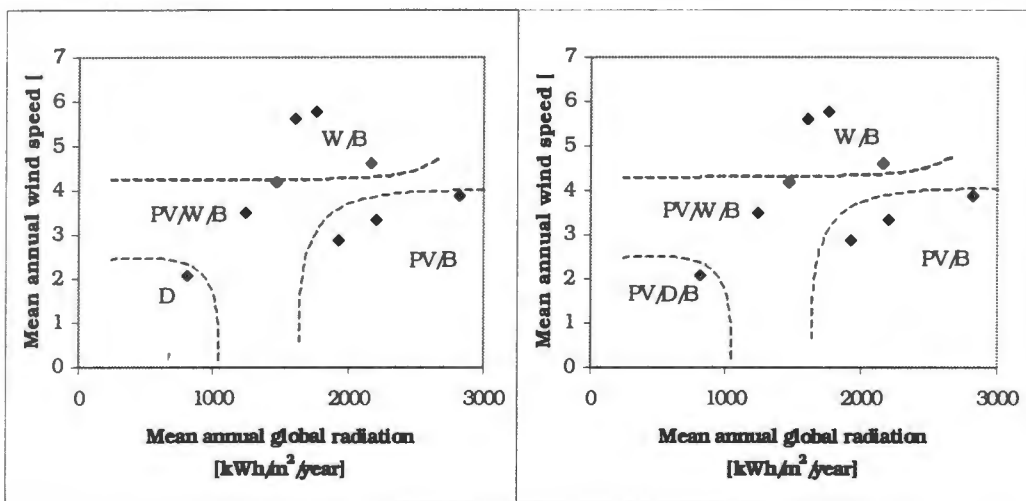 Mean annual wind speed [
7
6
5
4
3
2
1
0
W/B
PV/W/B
PV/B
D
0 1000 2000 3000
Mean annual global radiation
[kWh/m²/year]
Mean annual wind speed [
7
6
5
4
3
2
1
0
W/B
PV/W/B
PV/B
PV/D/B
0 1000 2000 3000
Mean annual global radiation
[kWh/m²/year]